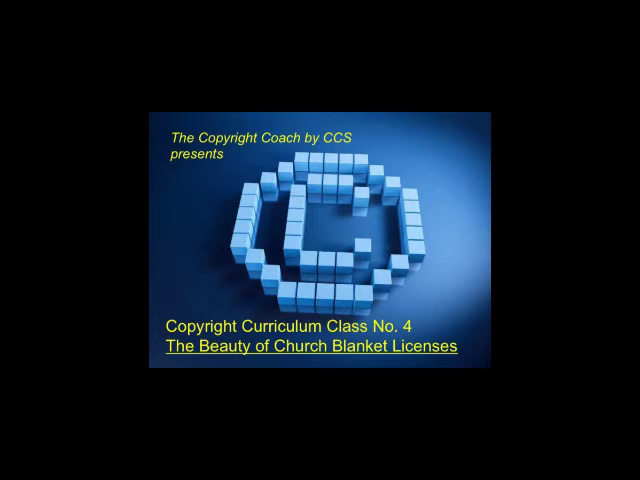 The Copyright Coach by CCS
presents
Copyright Curriculum Class No. 4
The Beauty of Church Blanket Licenses